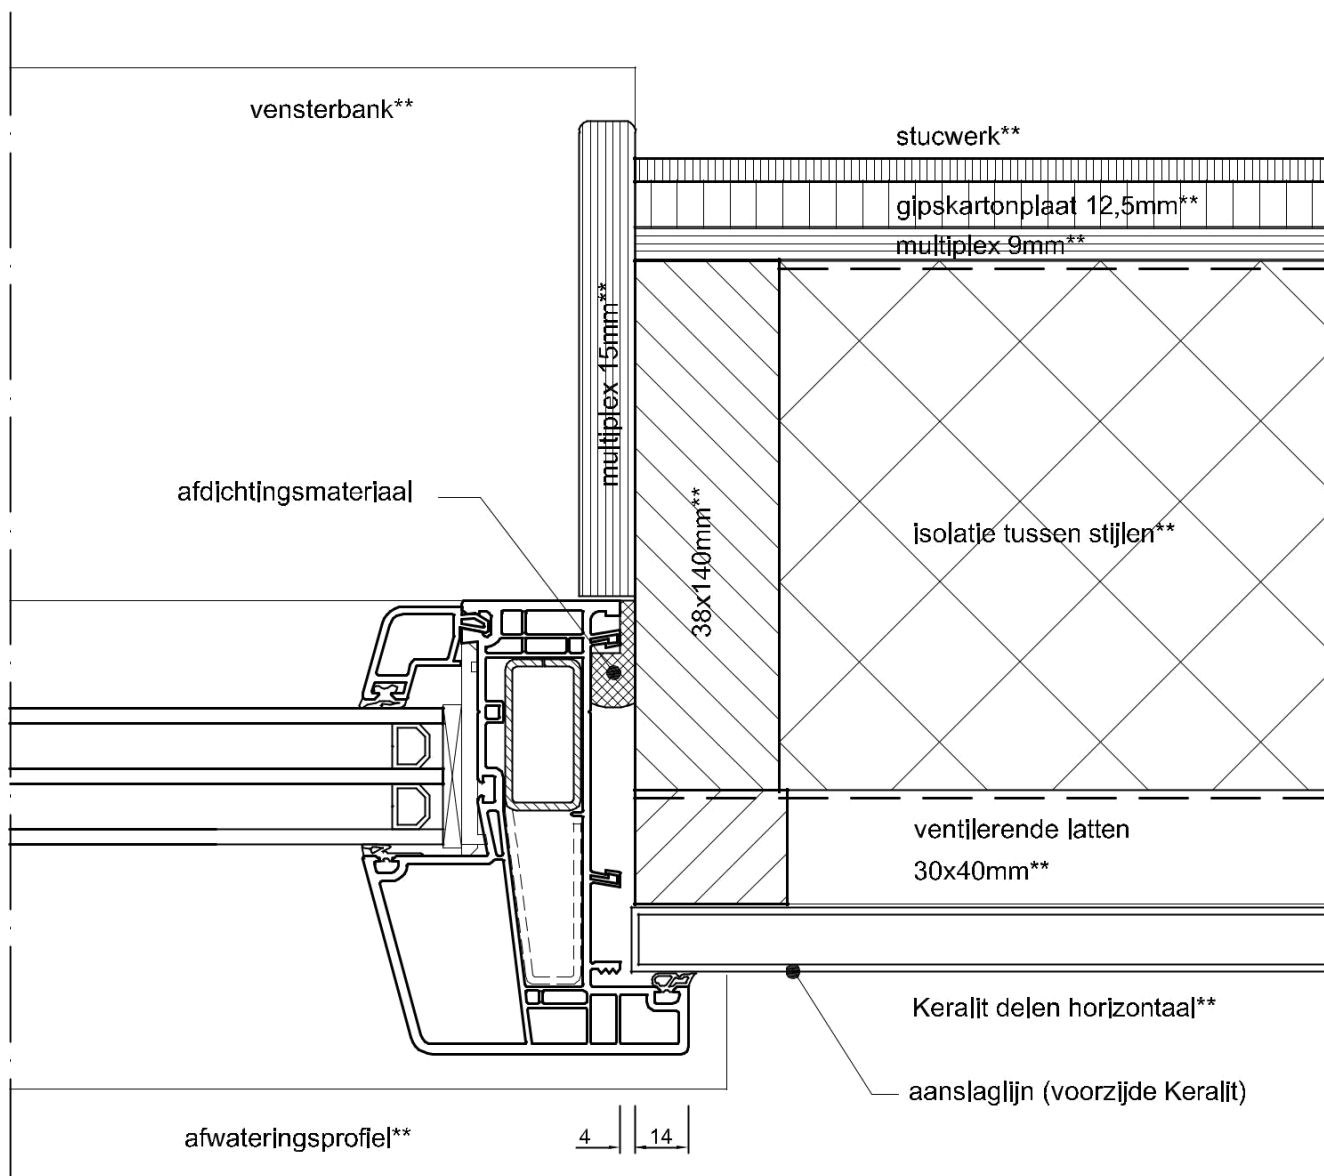 vensterbank**
stucwerk**
gipskartonplaat 12,5mm**
multiplex 9mm**
multiplex 15mm**
afdichtingsmateriaal
38x140mm**
isolatie tussen stijlen**
ventilerende latten
30x40mm**
Keralit delen horizontaal**
aanslaglijn (voorzijde Keralit)
afwateringsprofiel**
4
14